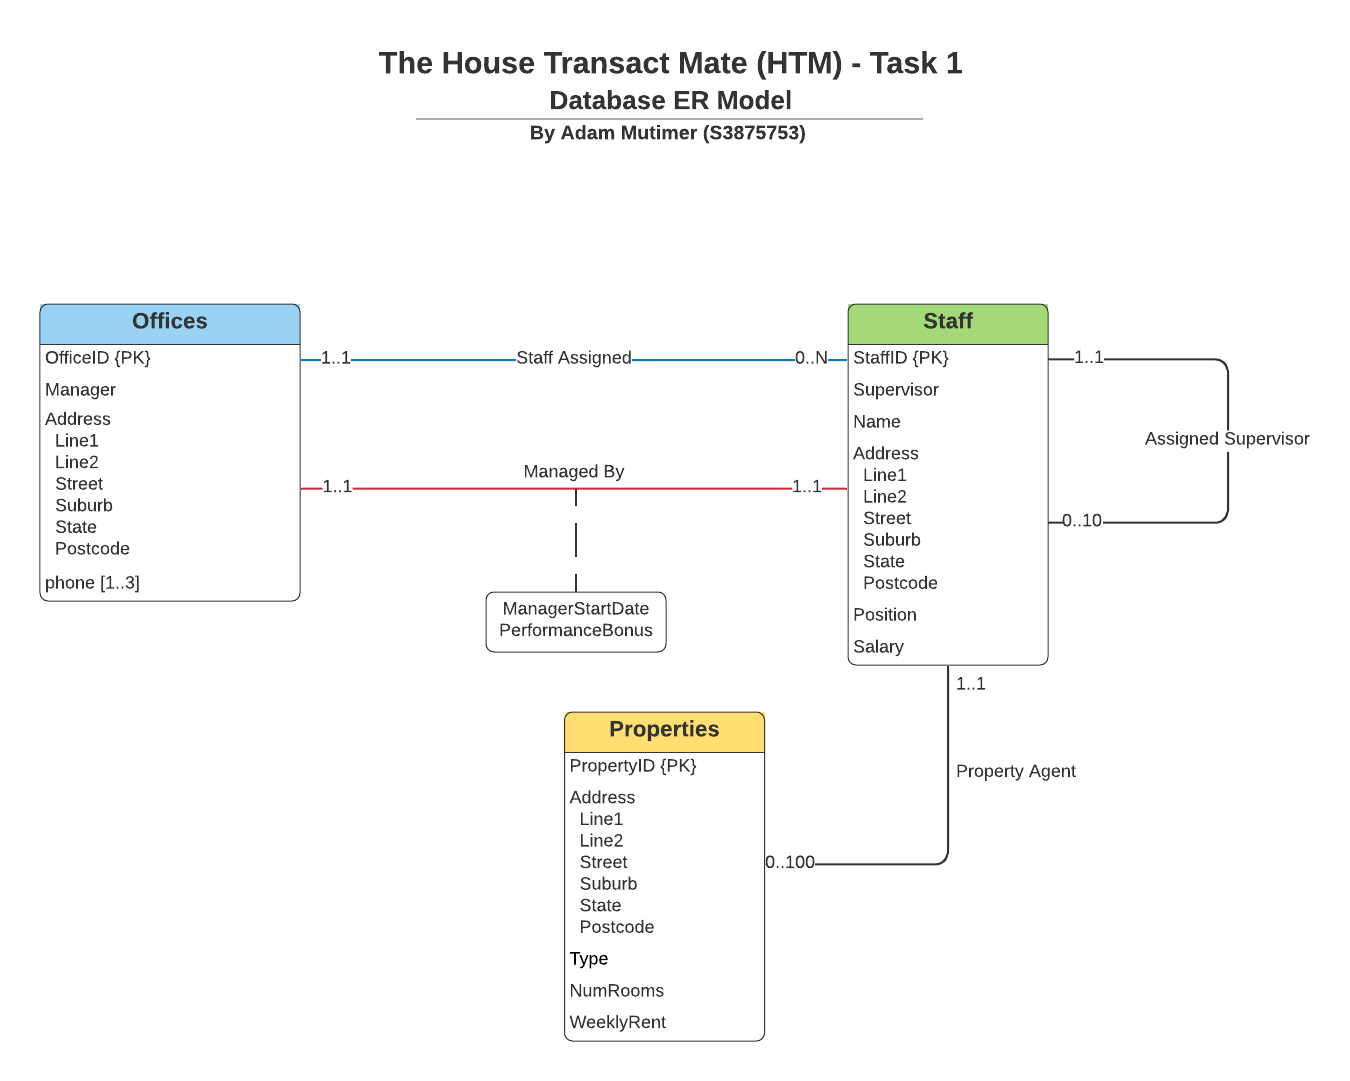 The House Transact Mate (HTM) - Task 1
Database ER Model
By Adam Mutimer (S3875753)
Offices
OfficeID {PK}
Manager
Address
Line1
Line2
Street
Suburb
State
Postcode
phone [1..3]
1..1
Staff Assigned
0..N
1..1
Managed By
1..1
ManagerStartDate
PerformanceBonus
Staff
StaffID {PK}
Supervisor
Name
Address
Line1
Line2
Street
Suburb
State
Postcode
Position
Salary
1..1
Assigned Supervisor
0..10
1..1
Property Agent
0..100
Properties
PropertyID {PK}
Address
Line1
Line2
Street
Suburb
State
Postcode
Type
NumRooms
WeeklyRent